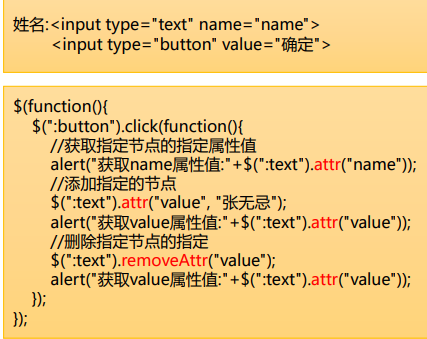 姓名:<input type="text" name="name">
<input type="button" value="确定">
$(function(){
$(":button").click(function(){
//获取指定节点的指定属性值
alert("获取name属性值:"+$(":text").attr("name"));
//添加指定的节点
$(":text").attr("value", "张无忌");
alert("获取value属性值:"+$(":text").attr("value"));
//删除指定节点的指定
$(":text").removeAttr("value");
alert("获取value属性值:"+$(":text").attr("value"));
});
});